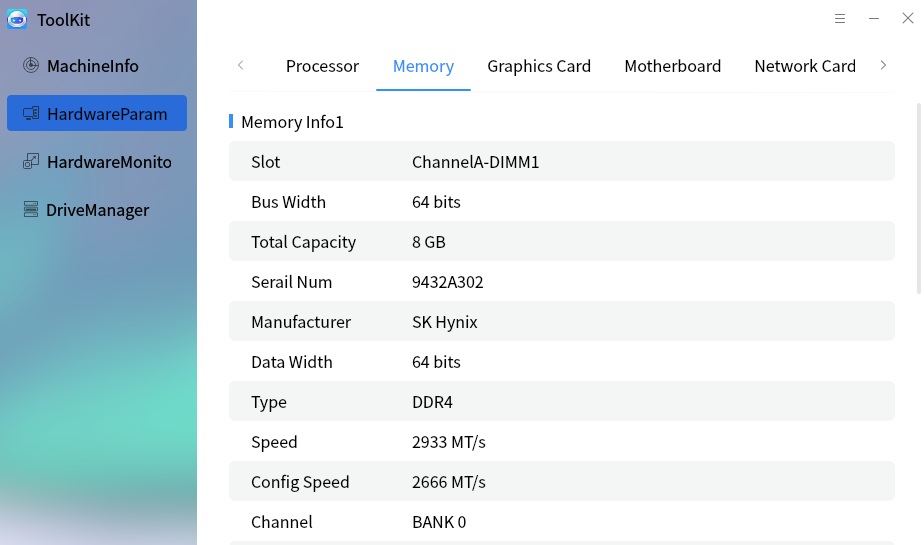 ToolKit
MachineInfo
HardwareParam
HardwareMonito
DriveManager
Processor Memory Graphics Card Motherboard Network Card
Memory Info1
Slot ChannelA-DIMM1
Bus Width 64 bits
Total Capacity 8 GB
Serail Num 9432A302
Manufacturer SK Hynix
Data Width 64 bits
Type DDR4
Speed 2933 MT/s
Config Speed 2666 MT/s
Channel BANK 0